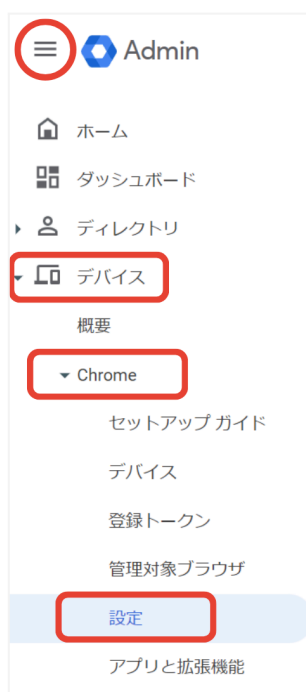 Admin
ホーム
ダッシュボード
ディレクトリ
デバイス
概要
Chrome
セットアップ ガイド
デバイス
登録トークン
管理対象ブラウザ
設定
アプリと拡張機能